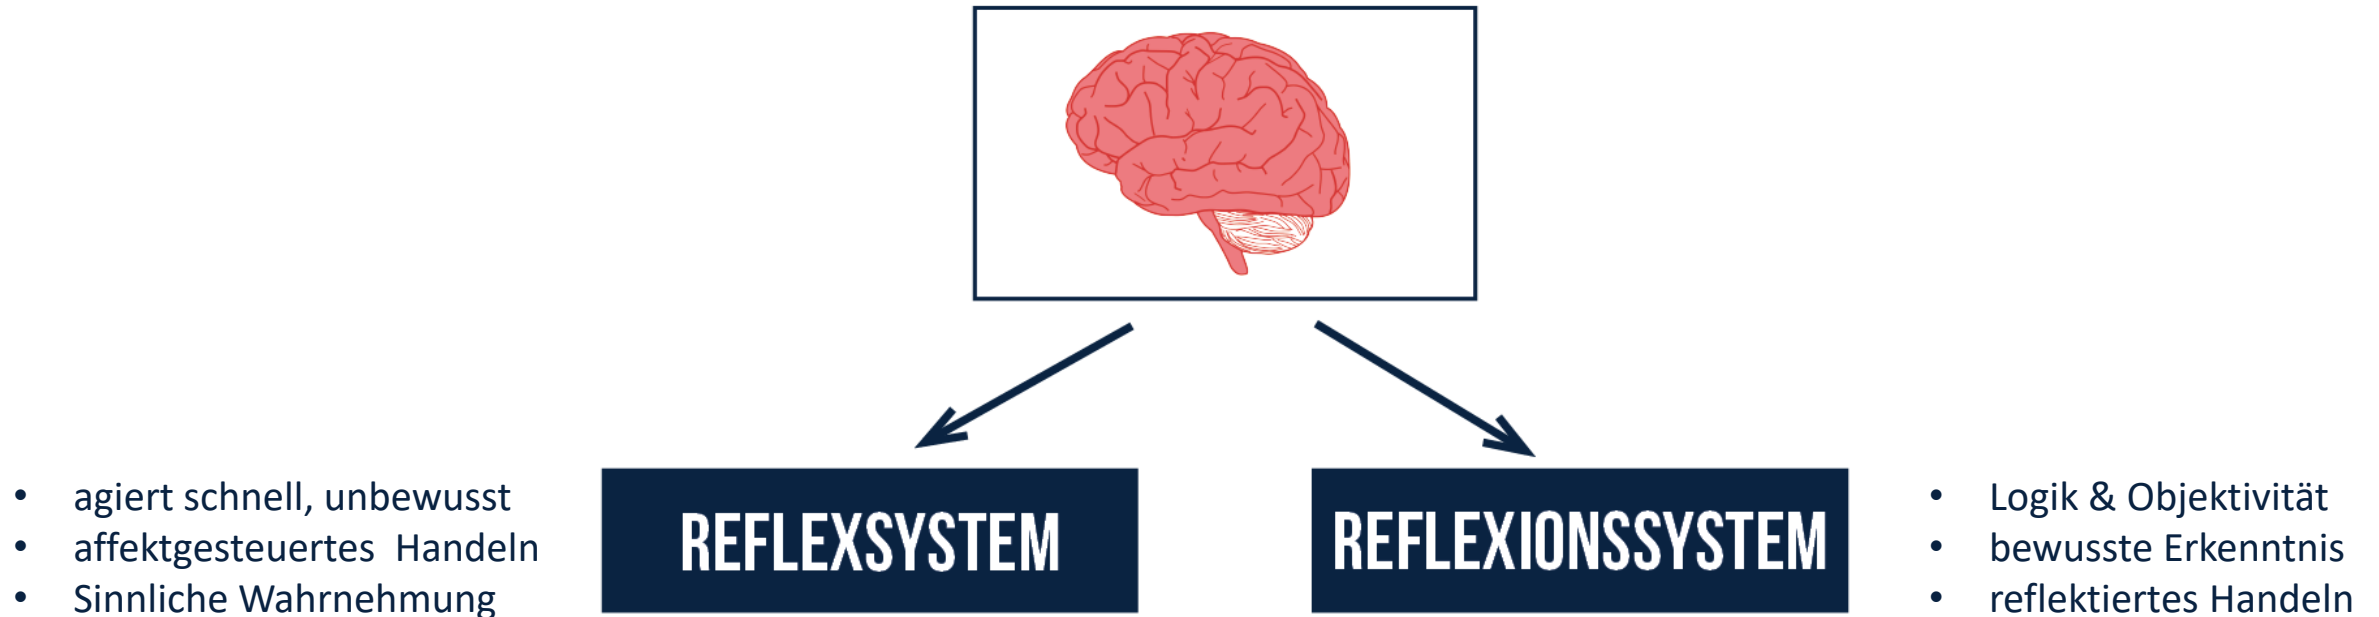 • agiert schnell, unbewusst
• affektgesteuertes Handeln
• Sinnliche Wahrnehmung
REFLEXSYSTEM
REFLEXIONSSYSTEM
• Logik & Objektivität
• bewusste Erkenntnis
• reflektiertes Handeln